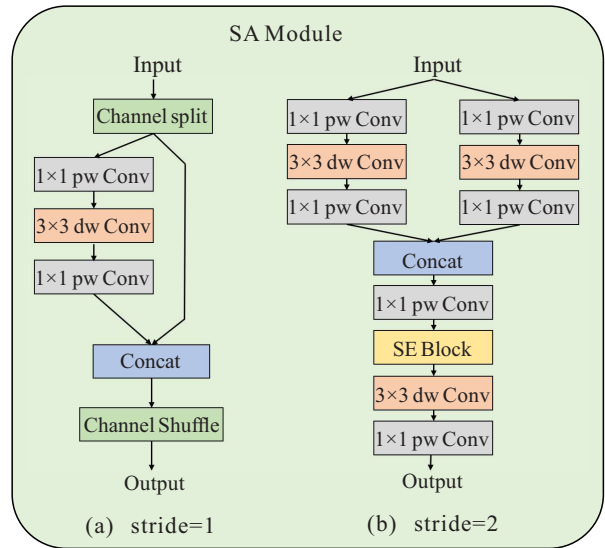 SA Module
Input
Channel split
1×1 pw Conv
3×3 dw Conv
1×1 pw Conv
Concat
Channel Shuffle
Output
(a) stride=1
Input
1×1 pw Conv
3×3 dw Conv
1×1 pw Conv
1×1 pw Conv
3×3 dw Conv
1×1 pw Conv
Concat
1×1 pw Conv
SE Block
3×3 dw Conv
1×1 pw Conv
Output
(b) stride=2